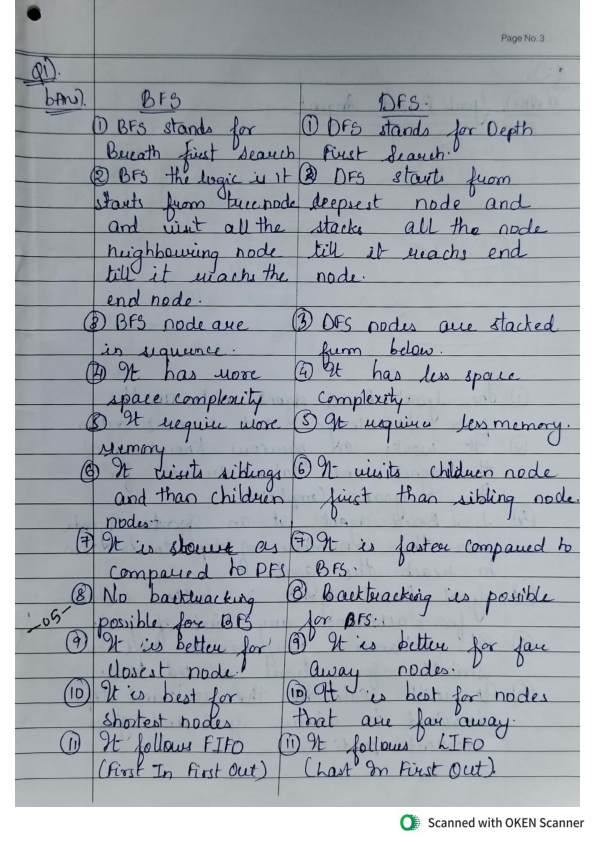 Page No. 3
Q1).
b Ans).
BFS
① BFS stands for
Breath first search
② BFS the logic is it
starts from treenode
and visit all the
neighbouring node
till it reachs the
end node.
③ BFS node are
in sequence.
④ It has more
space complexity
⑤ It require more
memory
⑥ It visits siblings
and than children
nodes.
⑦ It is slower as
compared to DFS
⑧ No backtracking
possible for BFS
-05-
⑨ It is better for
closest node.
⑩ It is best for
shortest nodes
⑪ It follows FIFO
(First In First Out)
DFS.
① DFS stands for Depth
First Search.
② DFS starts from
deepsest node and
stacks all the node
till it reachs end
node.
③ DFS nodes are stacked
from below.
④ It has less space
complexity.
⑤ It require less memory.
⑥ It visits children node
first than sibling node.
⑦ It is faster compared to
BFS.
⑧ Backtracking is possible
for BFS.
⑨ It is better for far
away nodes.
⑩ It is best for nodes
that are far away.
⑪ It follows LIFO
(Last In First Out).
Scanned with OKEN Scanner